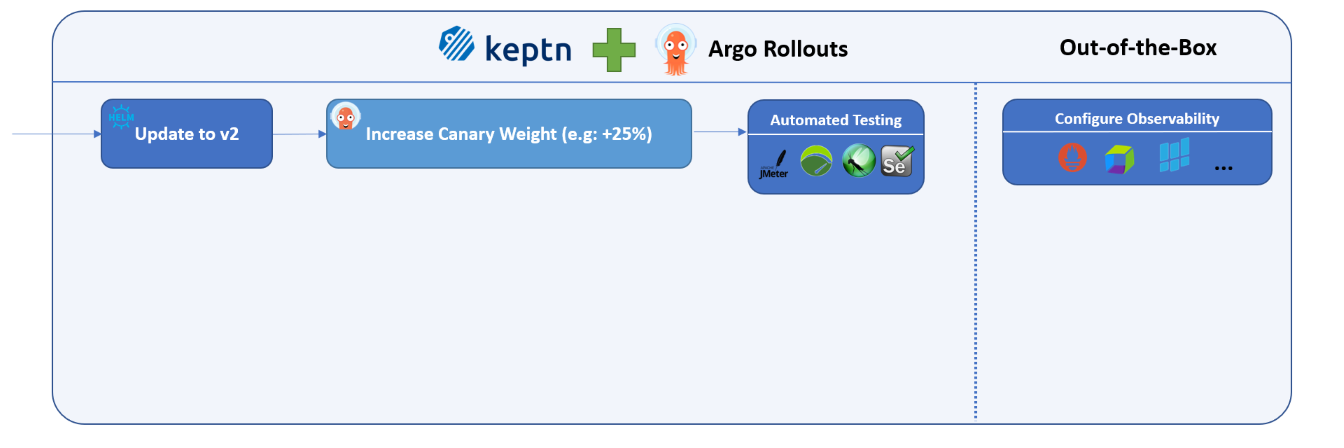 keptn
Argo Rollouts
Out-of-the-Box
HELM
Update to v2
Increase Canary Weight (e.g: +25%)
Automated Testing
JMeter
Se
Configure Observability
...